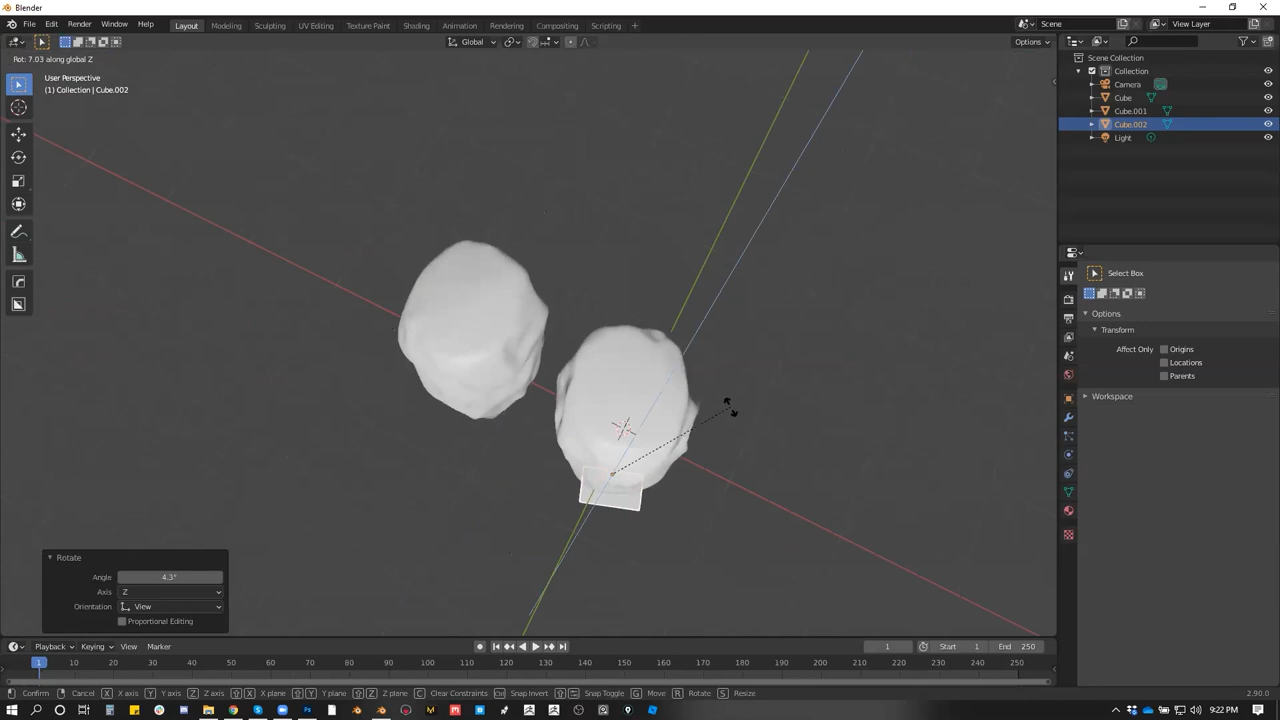 Blender
File Edit Render Window Help Layout Modeling Sculpting UV Editing Texture Paint Shading Animation Rendering Compositing Scripting + Scene View Layer
Global Options
Rot: 7.03 along global Z
User Perspective
(1) Collection | Cube.002
Scene Collection
Collection
Camera
Cube
Cube.001
Cube.002
Light
Select Box
Options
Transform
Affect Only Origins
Locations
Parents
Workspace
Rotate
Angle 4.3°
Axis Z
Orientation View
Proportional Editing
Playback Keying View Marker 1 Start 1 End 250
1 10 20 30 40 50 60 70 80 90 100 110 120 130 140 150 160 170 180 190 200 210 220 230 240 250
Confirm Cancel X X axis Y Y axis Z Z axis X X plane Y Y plane Z Z plane C Clear Constraints Snap Invert Snap Toggle G Move R Rotate S Resize 2.90.0
9:22 PM